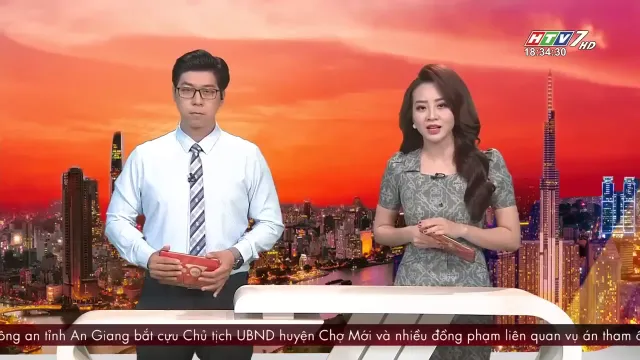 HTV7 HD
18:34:30
ông an tỉnh An Giang bắt cựu Chủ tịch UBND huyện Chợ Mới và nhiều đồng phạm liên quan vụ án tham